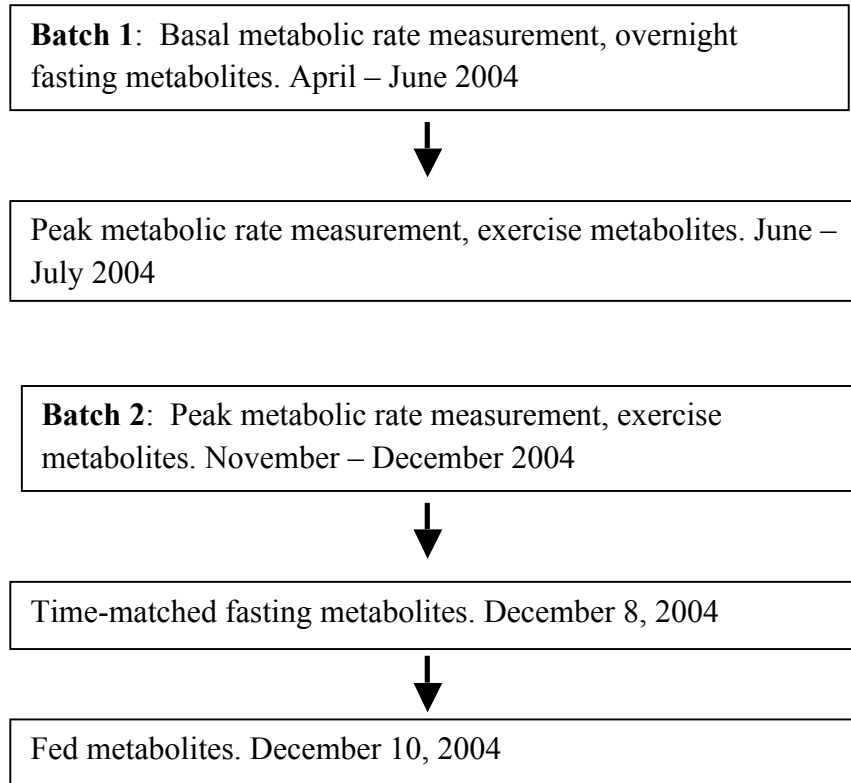 Batch 1:  Basal metabolic rate measurement, overnight
fasting metabolites. April – June 2004
Peak metabolic rate measurement, exercise metabolites. June –
July 2004
Batch 2:  Peak metabolic rate measurement, exercise
metabolites. November – December 2004
Time-matched fasting metabolites. December 8, 2004
Fed metabolites. December 10, 2004